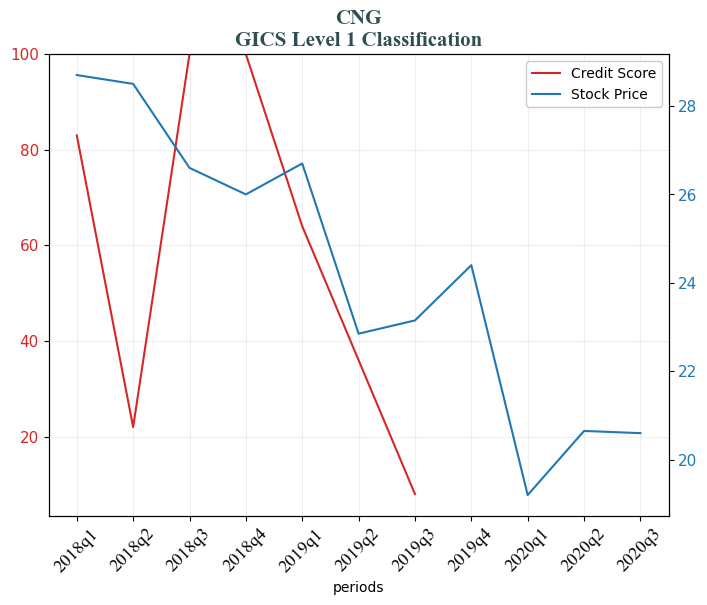 CNG
GICS Level 1 Classification
Credit Score
Stock Price
100
80
60
40
20
28
26
24
22
20
2018q1
2018q2
2018q3
2018q4
2019q1
2019q2
2019q3
2019q4
2020q1
2020q2
2020q3
periods